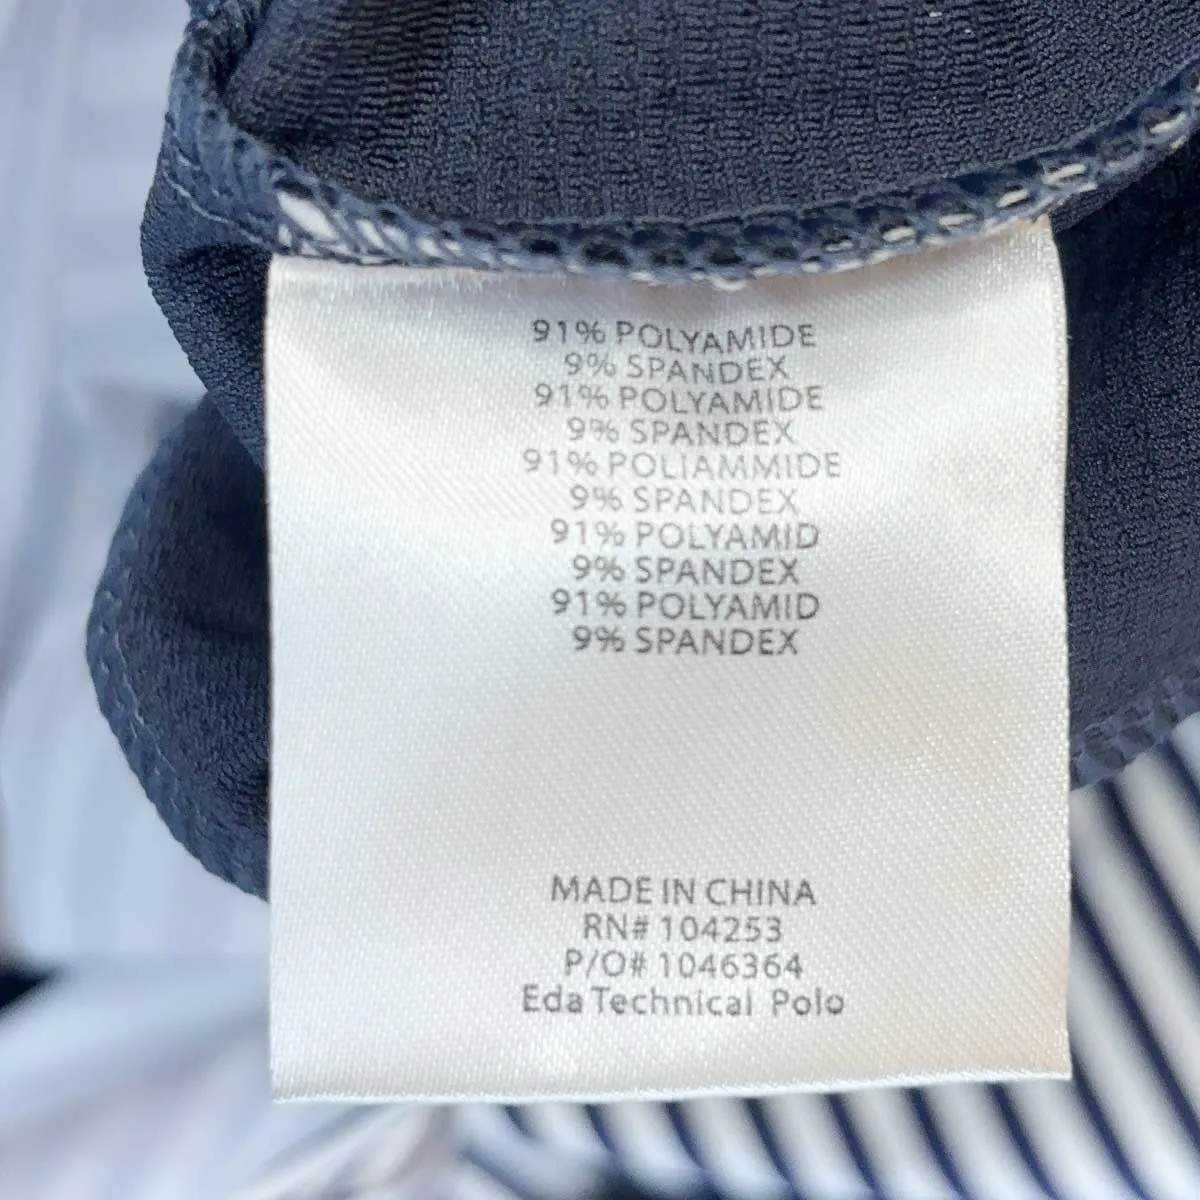 91% POLYAMIDE
9% SPANDEX
91% POLYAMIDE
9% SPANDEX
91% POLIAMMIDE
9% SPANDEX
91% POLYAMID
9% SPANDEX
91% POLYAMID
9% SPANDEX
MADE IN CHINA
RN# 104253
P/O# 1046364
Eda Technical Polo